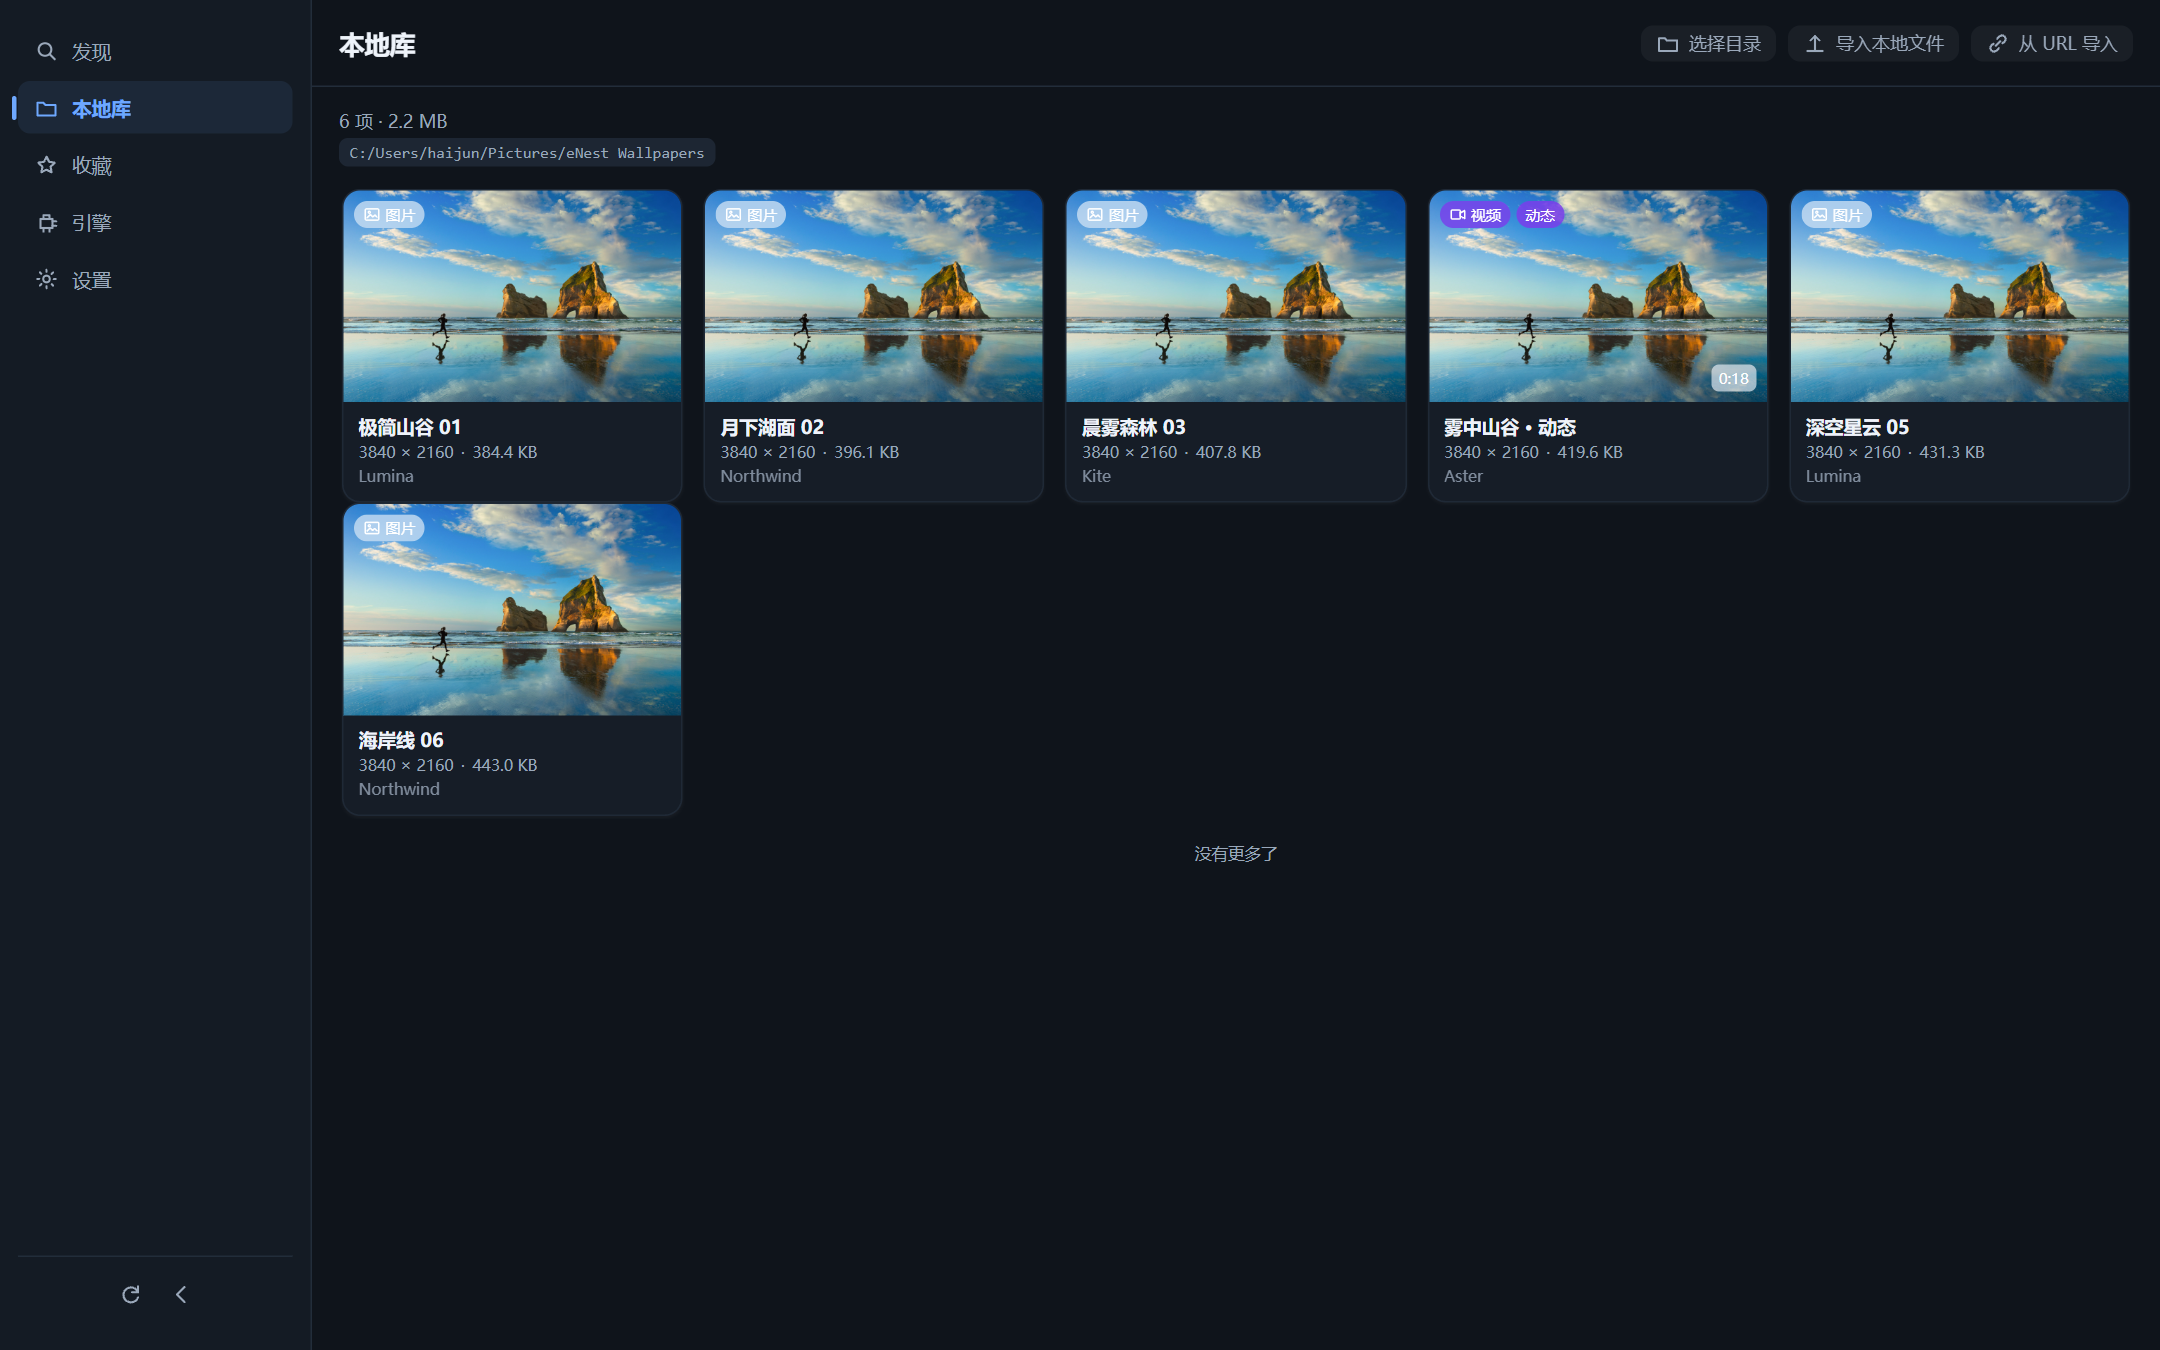 发现
本地库
收藏
引擎
设置
本地库
选择目录
导入本地文件
从 URL 导入
6 项 · 2.2 MB
C:/Users/haijun/Pictures/eNest Wallpapers
图片
极简山谷 01
3840 × 2160 · 384.4 KB
Lumina
图片
月下湖面 02
3840 × 2160 · 396.1 KB
Northwind
图片
晨雾森林 03
3840 × 2160 · 407.8 KB
Kite
视频 动态
0:18
雾中山谷 • 动态
3840 × 2160 · 419.6 KB
Aster
图片
深空星云 05
3840 × 2160 · 431.3 KB
Lumina
图片
海岸线 06
3840 × 2160 · 443.0 KB
Northwind
没有更多了